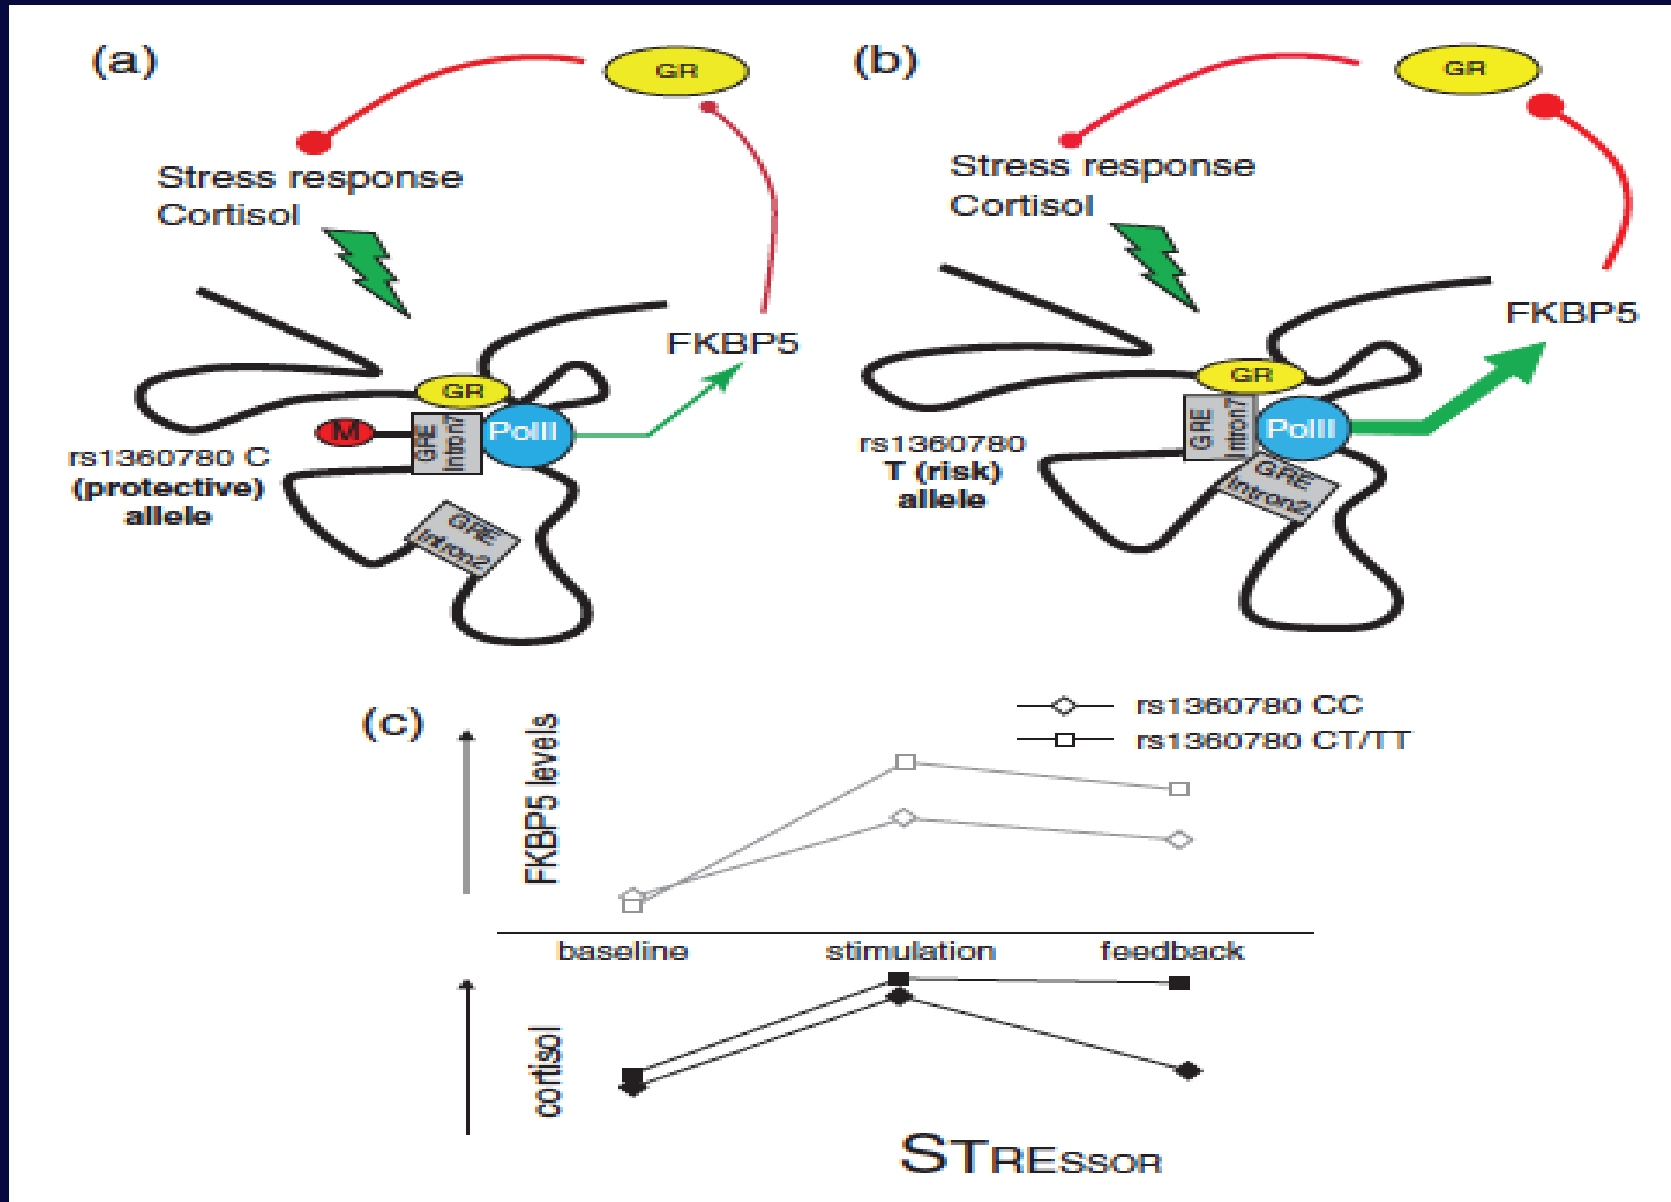 (a)
GR
Stress response
Cortisol
FKBP5
GR
M
GRE
Intron7
PolII
rs1360780 C
(protective)
allele
GRE
Intron2
(b)
GR
Stress response
Cortisol
FKBP5
GR
GRE
Intron7
PolII
rs1360780
T (risk)
allele
GRE
Intron2
(c)
rs1360780 CC
rs1360780 CT/TT
FKBP5 levels
baseline stimulation feedback
cortisol
STRESSOR